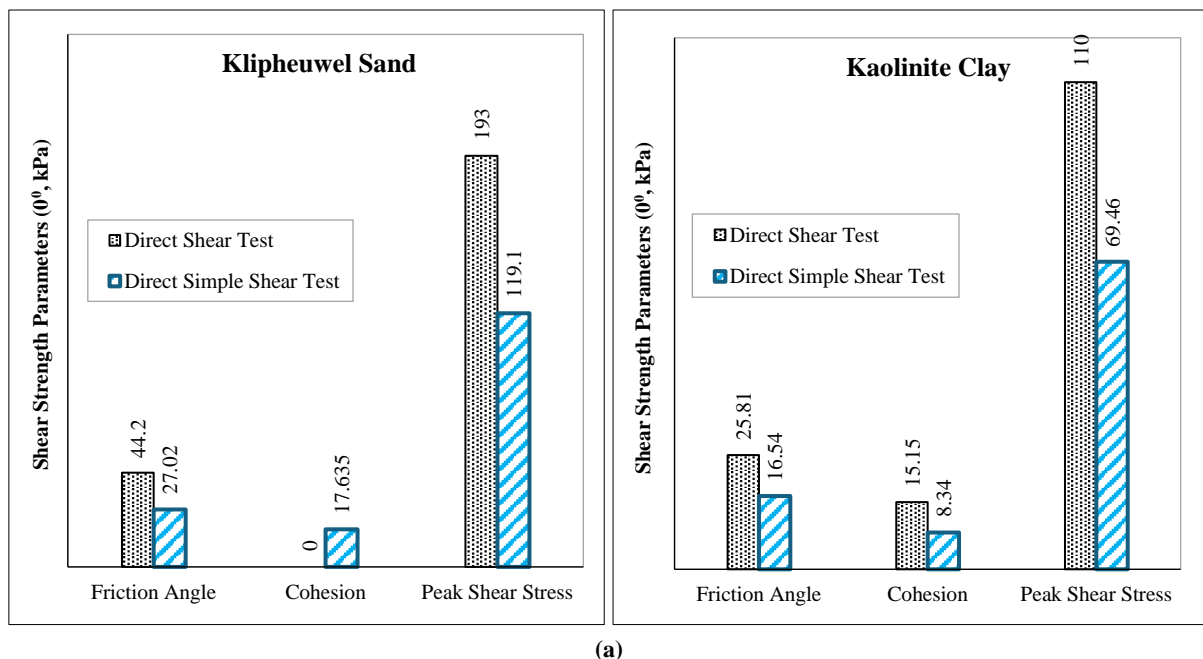 Klipheuwel Sand
Shear Strength Parameters (0⁰, kPa)
Direct Shear Test
Direct Simple Shear Test
44.2
27.02
0
17.635
193
119.1
Friction Angle
Cohesion
Peak Shear Stress
Kaolinite Clay
Shear Strength Parameters (0⁰, kPa)
Direct Shear Test
Direct Simple Shear Test
25.81
16.54
15.15
8.34
110
69.46
Friction Angle
Cohesion
Peak Shear Stress
(a)